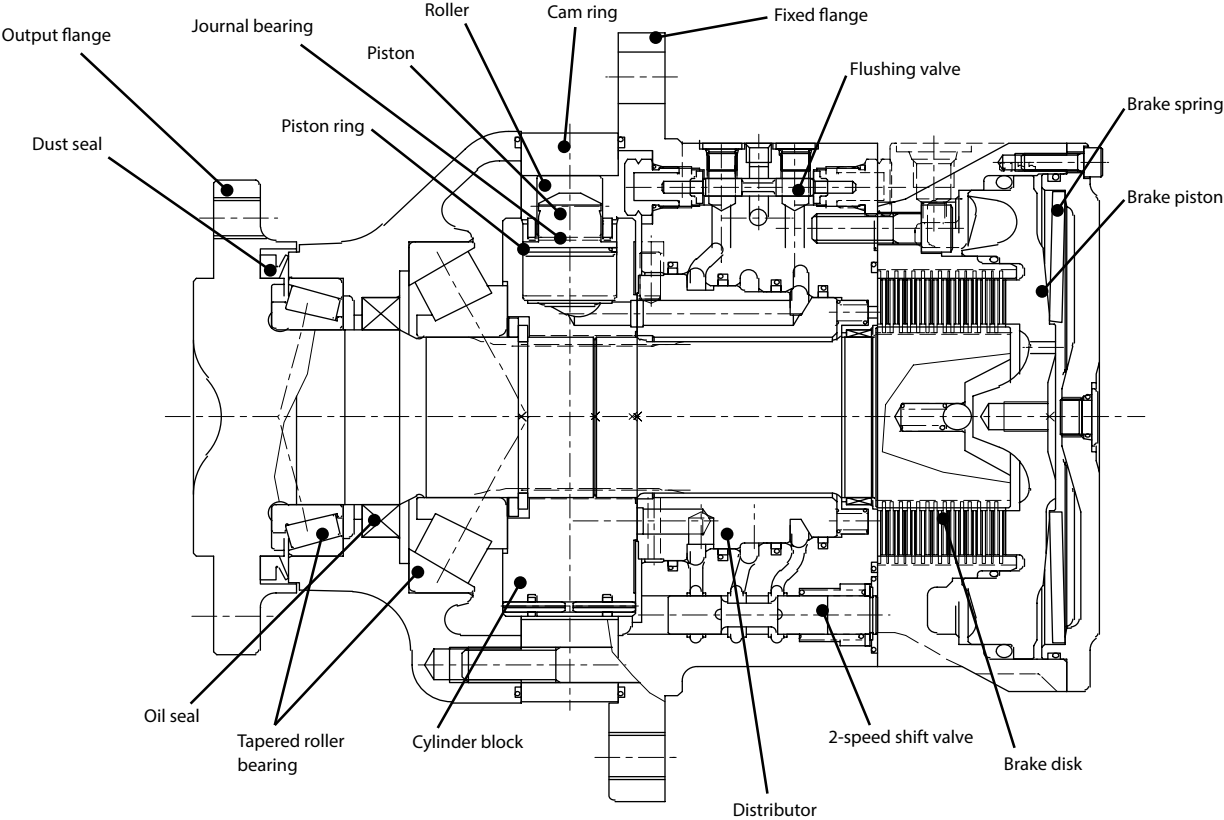 Roller
Cam ring
Fixed flange
Output flange
Journal bearing
Piston
Flushing valve
Brake spring
Piston ring
Dust seal
Brake piston
Oil seal
Tapered roller
bearing
Cylinder block
2-speed shift valve
Brake disk
Distributor